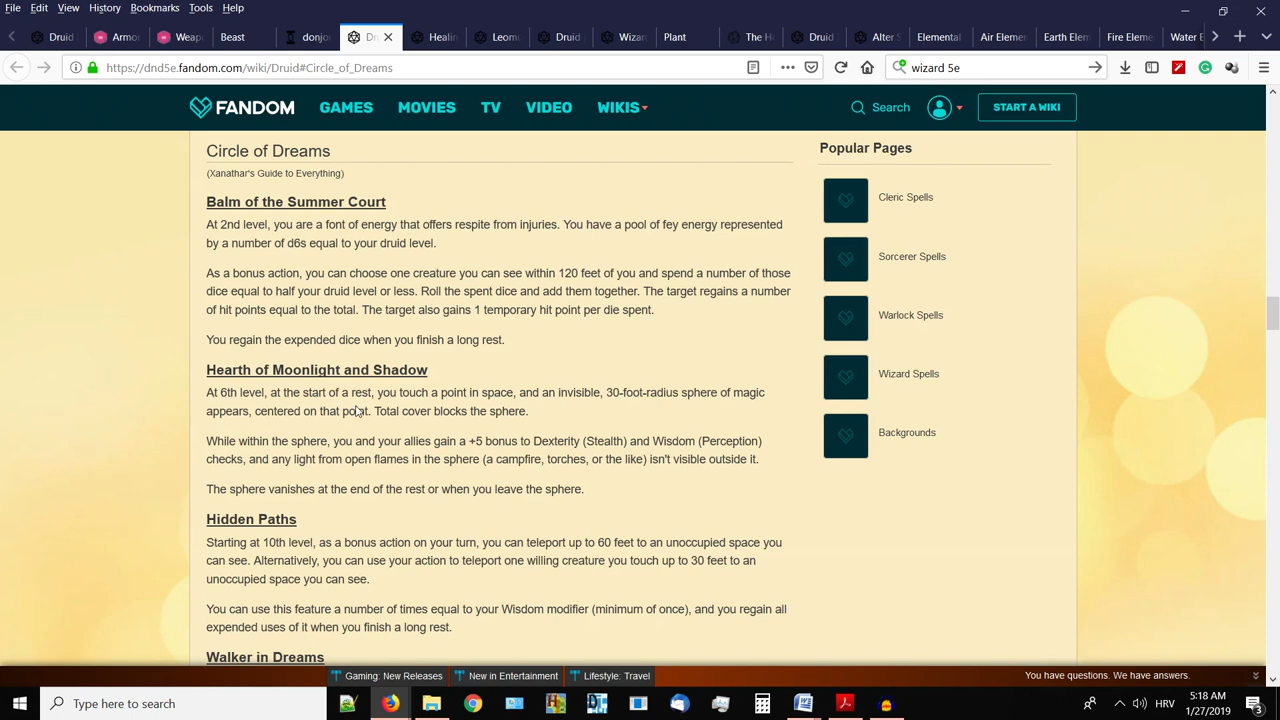 File Edit View History Bookmarks Tools Help
Druid Armor Weap Beast donjo Dr Healin Leomu Druid Wizar Plant The H Druid Alter S Elemental Air Elemen Earth Elem Fire Eleme Water E
https://dnd5e.fandom.com/wiki/Druid#Circle_of_Dreams
wizard 5e
FANDOM GAMES MOVIES TV VIDEO WIKIS Search START A WIKI
Circle of Dreams
(Xanathar's Guide to Everything)
Balm of the Summer Court
At 2nd level, you are a font of energy that offers respite from injuries. You have a pool of fey energy represented
by a number of d6s equal to your druid level.
As a bonus action, you can choose one creature you can see within 120 feet of you and spend a number of those
dice equal to half your druid level or less. Roll the spent dice and add them together. The target regains a number
of hit points equal to the total. The target also gains 1 temporary hit point per die spent.
You regain the expended dice when you finish a long rest.
Hearth of Moonlight and Shadow
At 6th level, at the start of a rest, you touch a point in space, and an invisible, 30-foot-radius sphere of magic
appears, centered on that point. Total cover blocks the sphere.
While within the sphere, you and your allies gain a +5 bonus to Dexterity (Stealth) and Wisdom (Perception)
checks, and any light from open flames in the sphere (a campfire, torches, or the like) isn't visible outside it.
The sphere vanishes at the end of the rest or when you leave the sphere.
Hidden Paths
Starting at 10th level, as a bonus action on your turn, you can teleport up to 60 feet to an unoccupied space you
can see. Alternatively, you can use your action to teleport one willing creature you touch up to 30 feet to an
unoccupied space you can see.
You can use this feature a number of times equal to your Wisdom modifier (minimum of once), and you regain all
expended uses of it when you finish a long rest.
Walker in Dreams
Popular Pages
Cleric Spells
Sorcerer Spells
Warlock Spells
Wizard Spells
Backgrounds
Gaming: New Releases New in Entertainment Lifestyle: Travel You have questions. We have answers.
Type here to search
HRV
5:18 AM
1/27/2019
3